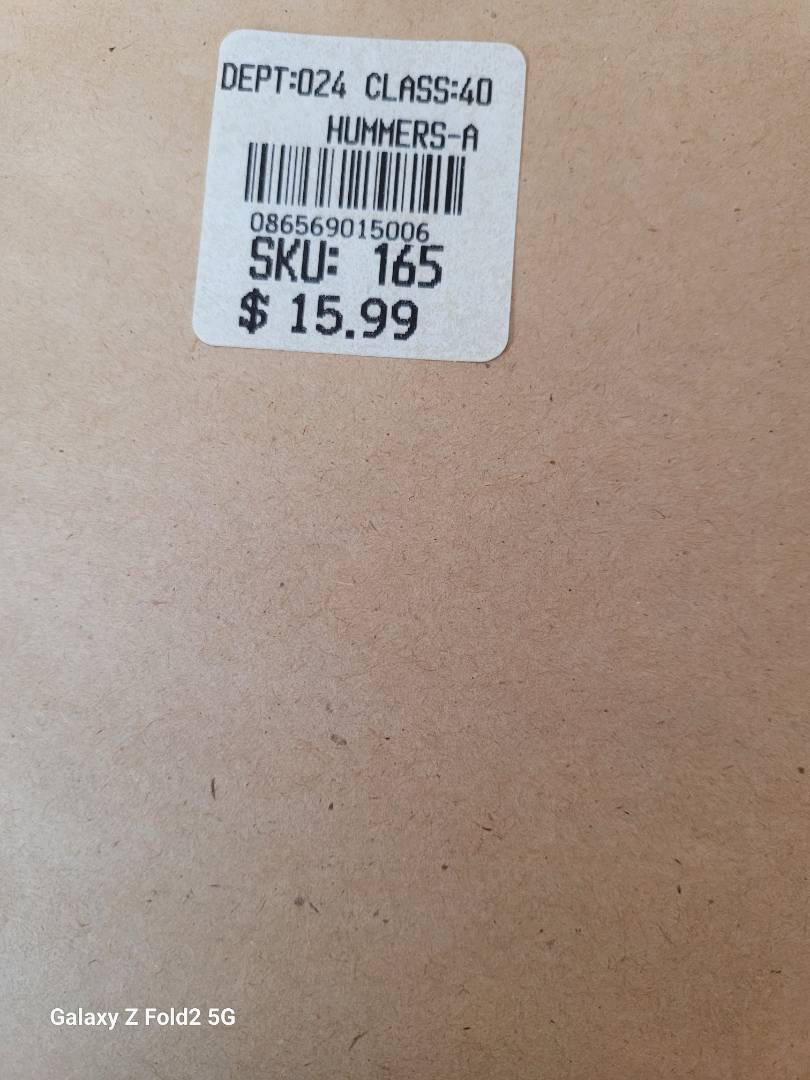 DEPT:024 CLASS:40
HUMMERS-A
086569015006
SKU: 165
$ 15.99
Galaxy Z Fold2 5G